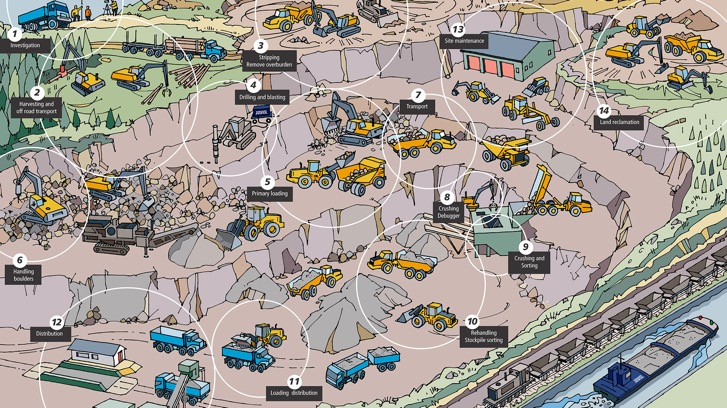 1
Investigation
2
Harvesting and
off road transport
3
Stripping
Remove overburden
4
Drilling and blasting
5
Primary loading
6
Handling
boulders
7
Transport
8
Crushing
Debugger
9
Crushing and
Sorting
10
Rehandling
Stockpile sorting
11
Loading distribution
12
Distribution
13
Site maintenance
14
Land reclamation